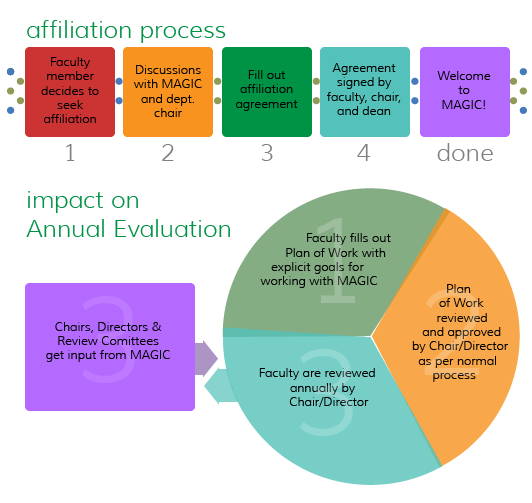 affiliation process
Faculty
member
decides to
seek
affiliation
Discussions
with MAGIC
and dept.
chair
Fill out
affiliation
agreement
Agreement
signed by
faculty, chair,
and dean
Welcome
to
MAGIC!
1
2
3
4
done
impact on
Annual Evaluation
1
Faculty fills out
Plan of Work with
explicit goals for
working with MAGIC
2
Plan
of Work
reviewed
and approved
by Chair/Director
as per normal
process
3
Chairs, Directors &
Review Comittees
get input from MAGIC
3
Faculty are reviewed
annually by
Chair/Director